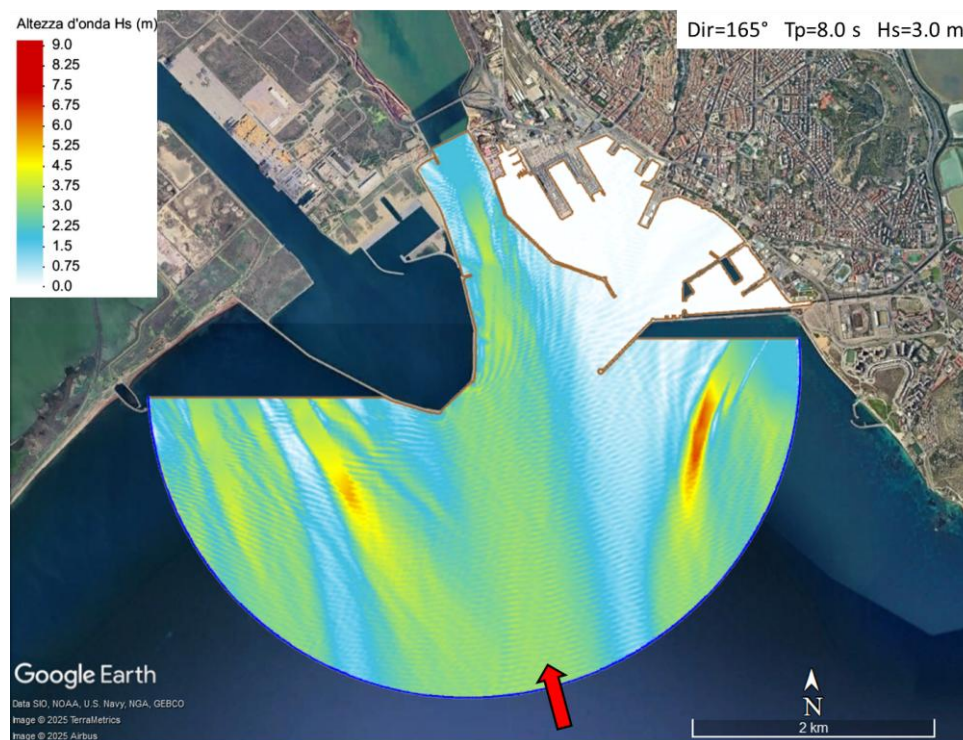 Altezza d'onda Hs (m)
9.0
8.25
7.5
6.75
6.0
5.25
4.5
3.75
3.0
2.25
1.5
0.75
0.0
Dir=165° Tp=8.0 s Hs=3.0 m
Google Earth
Data SIO, NOAA, U.S. Navy, NGA, GEBCO
Image © 2025 TerraMetrics
Image © 2025 Airbus
N
2 km